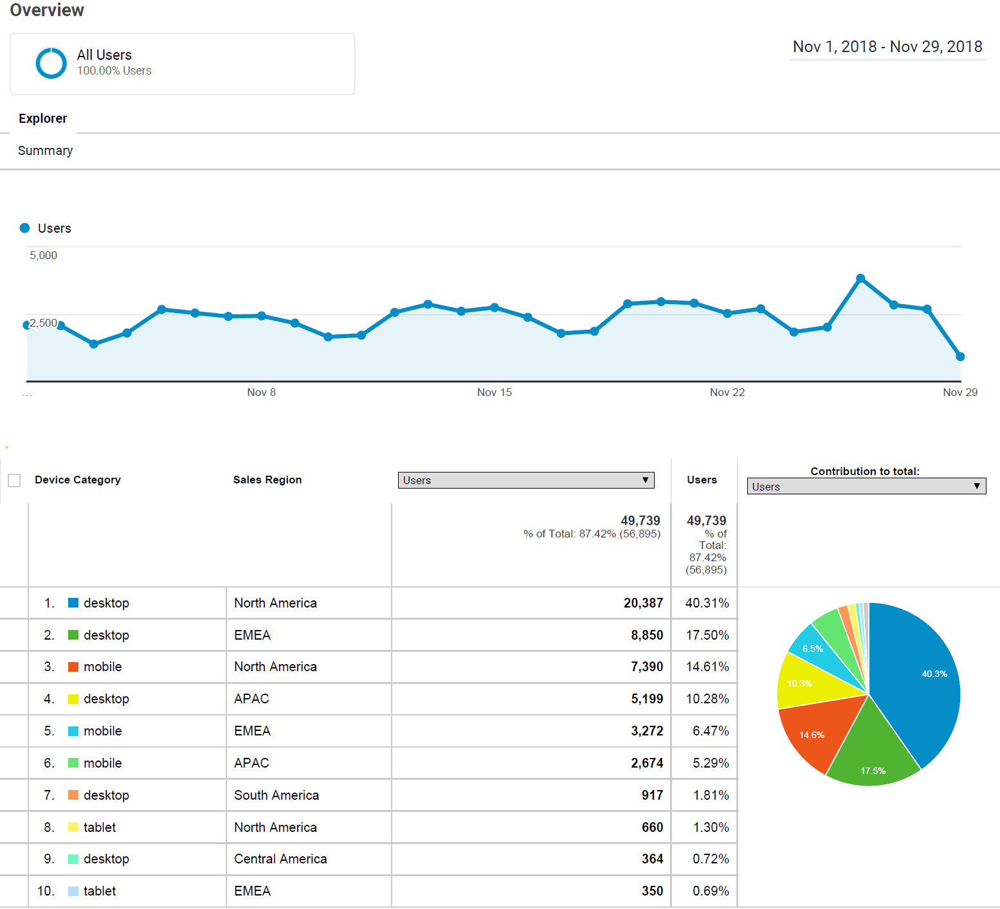 Overview
All Users
100.00% Users
Nov 1, 2018 - Nov 29, 2018
Explorer
Summary
Users
5,000
2,500
...
Nov 8
Nov 15
Nov 22
Nov 29
Device Category
Sales Region
Users ▼
Users
Contribution to total:
Users ▼
49,739
% of Total: 87.42% (56,895)
49,739
% of
Total:
87.42%
(56,895)
1. desktop North America 20,387 40.31%
2. desktop EMEA 8,850 17.50%
3. mobile North America 7,390 14.61%
4. desktop APAC 5,199 10.28%
5. mobile EMEA 3,272 6.47%
6. mobile APAC 2,674 5.29%
7. desktop South America 917 1.81%
8. tablet North America 660 1.30%
9. desktop Central America 364 0.72%
10. tablet EMEA 350 0.69%
6.5%
40.3%
10.3%
14.6%
17.5%